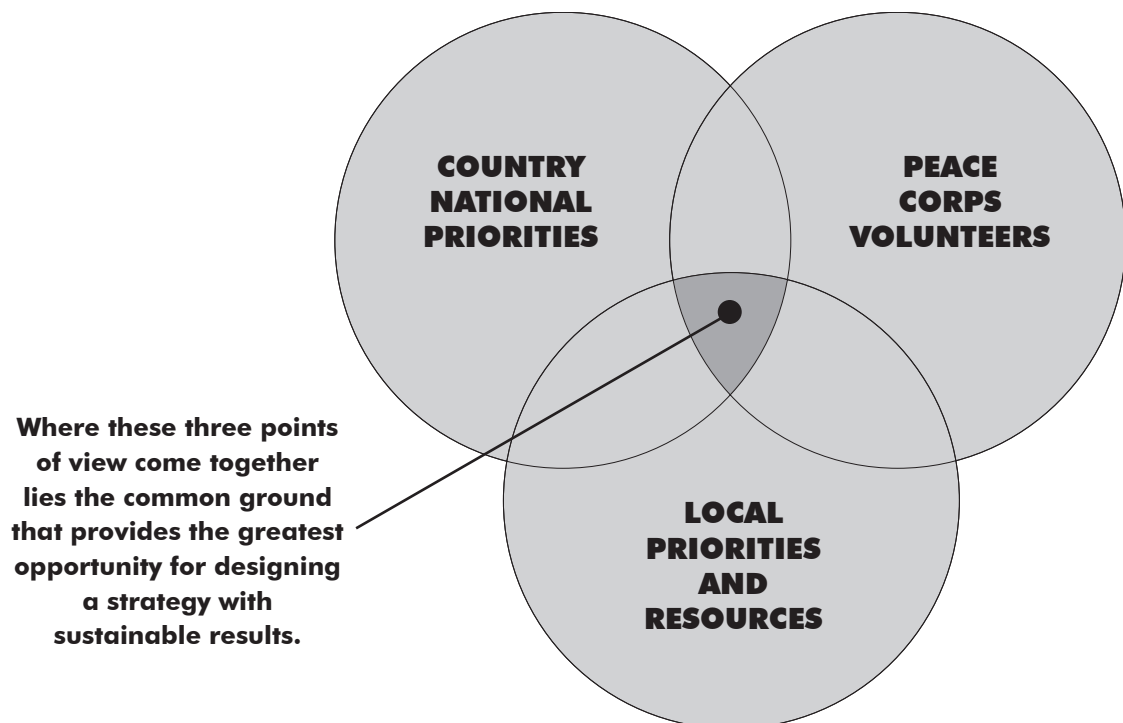 COUNTRY
NATIONAL
PRIORITIES
PEACE
CORPS
VOLUNTEERS
Where these three points
of view come together
lies the common ground
that provides the greatest
opportunity for designing
a strategy with
sustainable results.
LOCAL
PRIORITIES
AND
RESOURCES